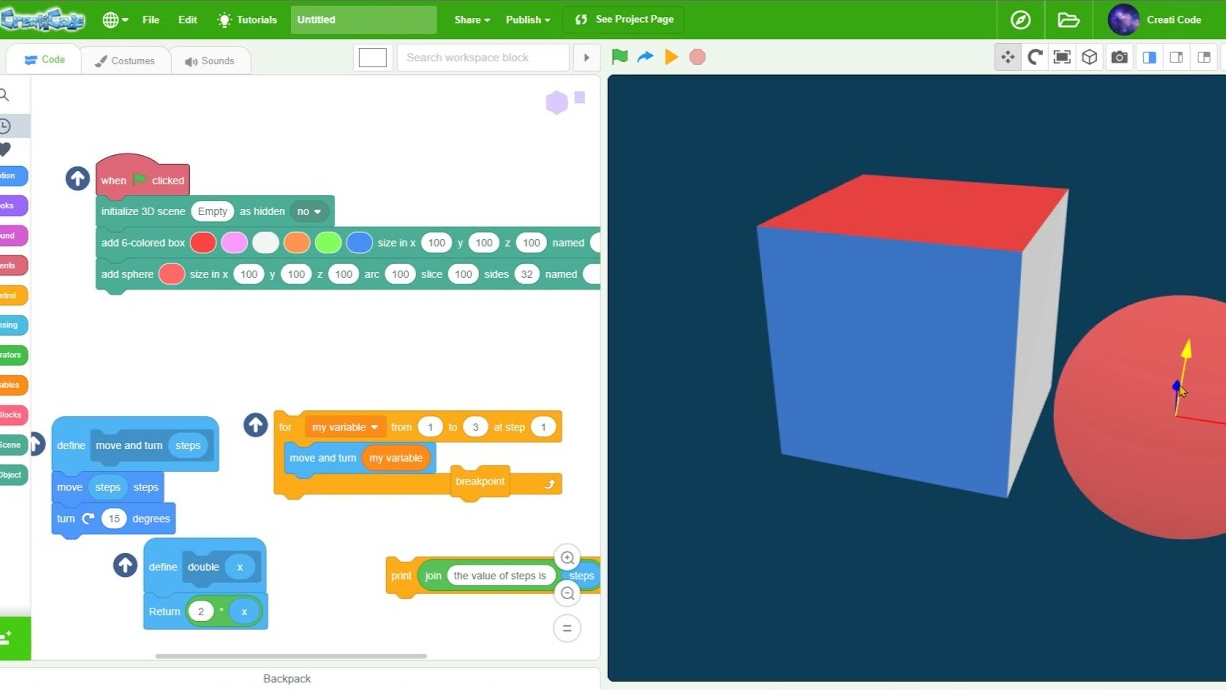 CreatiCode File Edit Tutorials Untitled Share Publish See Project Page Creati Code
Code Costumes Sounds Search workspace block
when clicked
initialize 3D scene Empty as hidden no
add 6-colored box size in x 100 y 100 z 100 named
add sphere size in x 100 y 100 z 100 arc 100 slice 100 sides 32 named
for my variable from 1 to 3 at step 1
move and turn my variable
breakpoint
define move and turn steps
move steps steps
turn 15 degrees
define double x
Return 2 * x
print join the value of steps is steps
tion
oks
und
ents
ntrol
nsing
rators
ables
Blocks
Scene
Object
Backpack